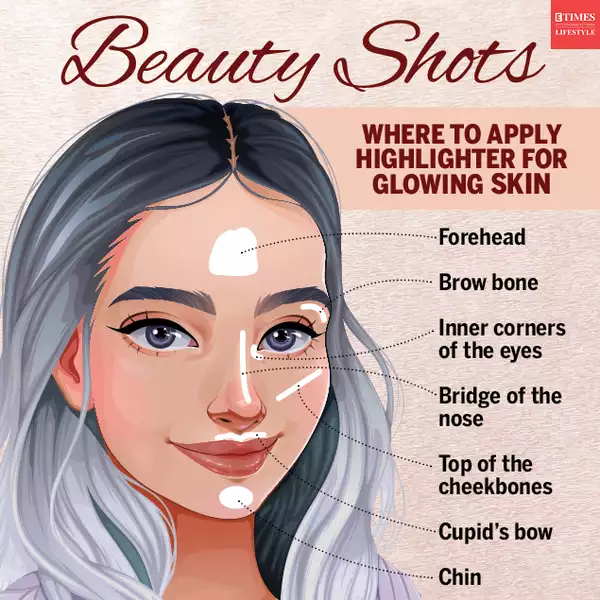 Beauty Shots
E TIMES
LIFESTYLE
WHERE TO APPLY
HIGHLIGHTER FOR
GLOWING SKIN
Forehead
Brow bone
Inner corners
of the eyes
Bridge of the
nose
Top of the
cheekbones
Cupid's bow
Chin